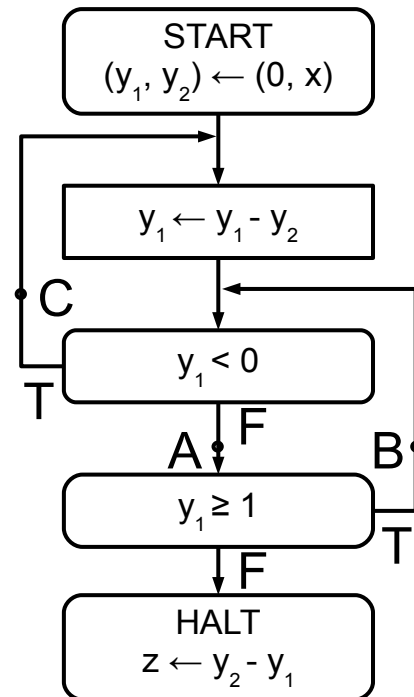 START
(y₁, y₂) ← (0, x)
y₁ ← y₁ - y₂
C
y₁ < 0
T
F
A
B
y₁ ≥ 1
T
F
HALT
z ← y₂ - y₁